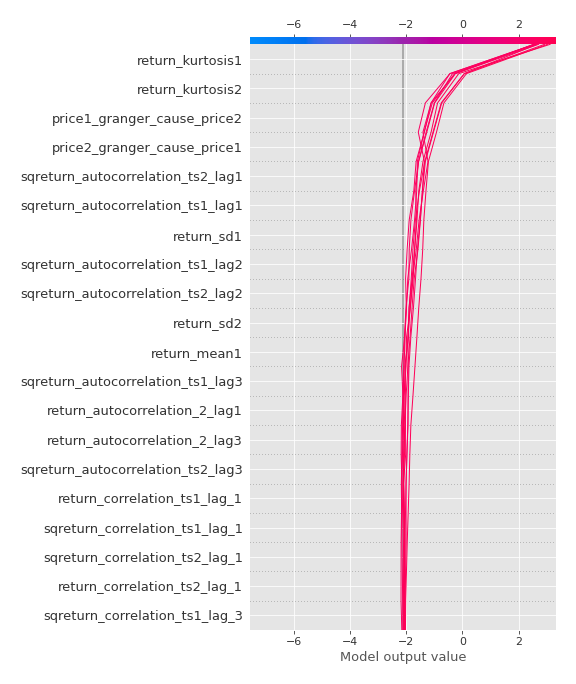 −6 −4 −2 0 2
return_kurtosis1
return_kurtosis2
price1_granger_cause_price2
price2_granger_cause_price1
sqreturn_autocorrelation_ts2_lag1
sqreturn_autocorrelation_ts1_lag1
return_sd1
sqreturn_autocorrelation_ts1_lag2
sqreturn_autocorrelation_ts2_lag2
return_sd2
return_mean1
sqreturn_autocorrelation_ts1_lag3
return_autocorrelation_2_lag1
return_autocorrelation_2_lag3
sqreturn_autocorrelation_ts2_lag3
return_correlation_ts1_lag_1
sqreturn_correlation_ts1_lag_1
sqreturn_correlation_ts2_lag_1
return_correlation_ts2_lag_1
sqreturn_correlation_ts1_lag_3
−6 −4 −2 0 2
Model output value